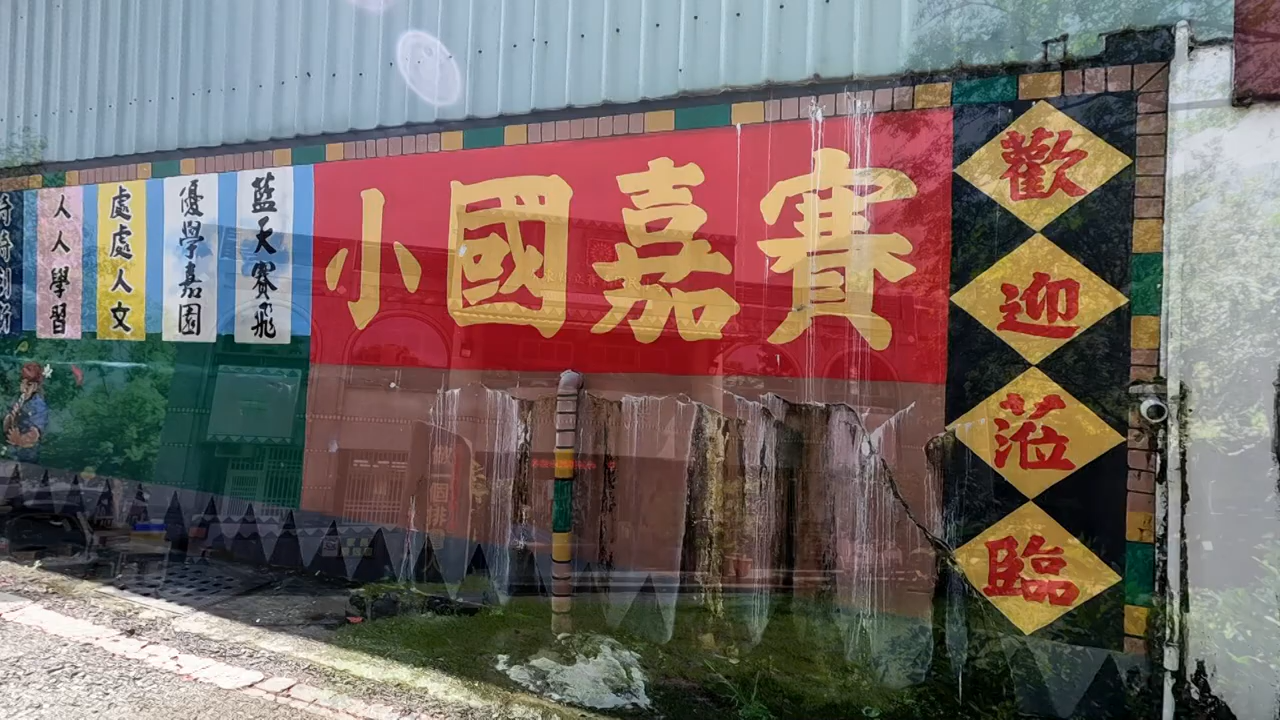 歡迎蒞臨
賽嘉國小
藍天賽飛
優學嘉園
處處人文
人人學習